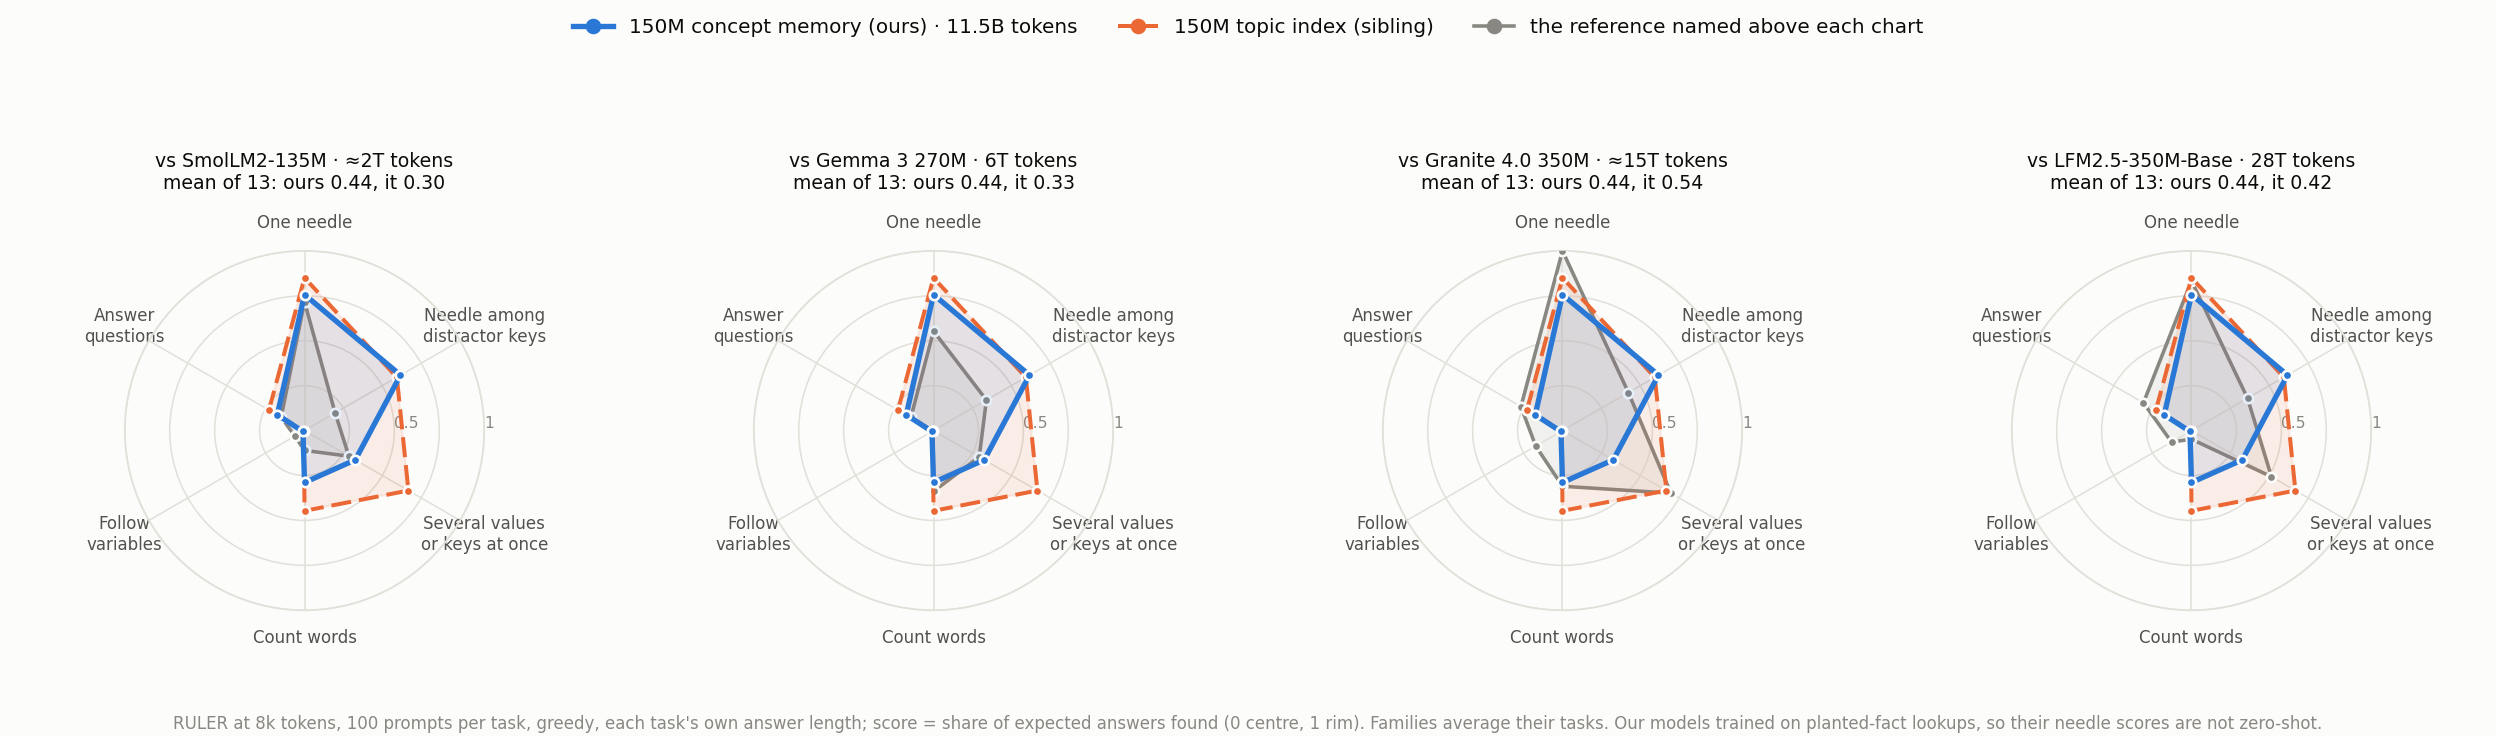 150M concept memory (ours) · 11.5B tokens
150M topic index (sibling)
the reference named above each chart
vs SmolLM2-135M · ≈2T tokens
mean of 13: ours 0.44, it 0.30
One needle
Needle among
distractor keys
Answer
questions
0.5
1
Several values
or keys at once
Follow
variables
Count words
vs Gemma 3 270M · 6T tokens
mean of 13: ours 0.44, it 0.33
One needle
Needle among
distractor keys
Answer
questions
0.5
1
Several values
or keys at once
Follow
variables
Count words
vs Granite 4.0 350M · ≈15T tokens
mean of 13: ours 0.44, it 0.54
One needle
Needle among
distractor keys
Answer
questions
0.5
1
Several values
or keys at once
Follow
variables
Count words
vs LFM2.5-350M-Base · 28T tokens
mean of 13: ours 0.44, it 0.42
One needle
Needle among
distractor keys
Answer
questions
0.5
1
Several values
or keys at once
Follow
variables
Count words
RULER at 8k tokens, 100 prompts per task, greedy, each task's own answer length; score = share of expected answers found (0 centre, 1 rim). Families average their tasks. Our models trained on planted-fact lookups, so their needle scores are not zero-shot.